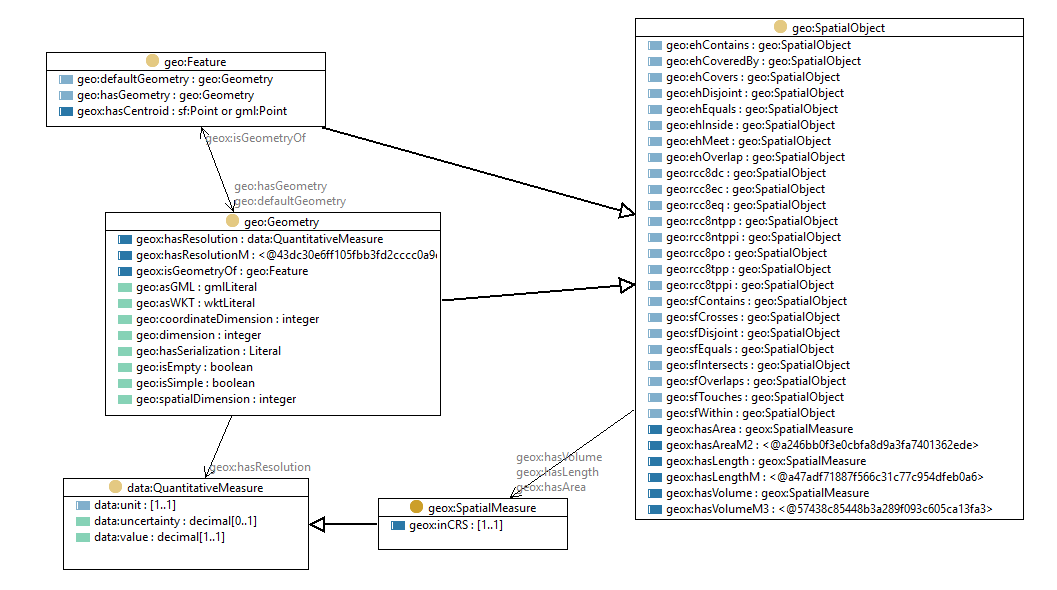 geo:Feature
geo:defaultGeometry : geo:Geometry
geo:hasGeometry : geo:Geometry
geox:hasCentroid : sf:Point or gml:Point
geox:isGeometryOf
geo:hasGeometry
geo:defaultGeometry
geo:Geometry
geox:hasResolution : data:QuantitativeMeasure
geox:hasResolutionM : <@43dc30e6ff105fbb3fd2cccc0a9
geox:isGeometryOf : geo:Feature
geo:asGML : gmlLiteral
geo:asWKT : wktLiteral
geo:coordinateDimension : integer
geo:dimension : integer
geo:hasSerialization : Literal
geo:isEmpty : boolean
geo:isSimple : boolean
geo:spatialDimension : integer
geox:hasResolution
data:QuantitativeMeasure
data:unit : [1..1]
data:uncertainty : decimal[0..1]
data:value : decimal[1..1]
geox:hasVolume
geox:hasLength
geox:hasArea
geox:SpatialMeasure
geox:inCRS : [1..1]
geo:SpatialObject
geo:ehContains : geo:SpatialObject
geo:ehCoveredBy : geo:SpatialObject
geo:ehCovers : geo:SpatialObject
geo:ehDisjoint : geo:SpatialObject
geo:ehEquals : geo:SpatialObject
geo:ehInside : geo:SpatialObject
geo:ehMeet : geo:SpatialObject
geo:ehOverlap : geo:SpatialObject
geo:rcc8dc : geo:SpatialObject
geo:rcc8ec : geo:SpatialObject
geo:rcc8eq : geo:SpatialObject
geo:rcc8ntpp : geo:SpatialObject
geo:rcc8ntppi : geo:SpatialObject
geo:rcc8po : geo:SpatialObject
geo:rcc8tpp : geo:SpatialObject
geo:rcc8tppi : geo:SpatialObject
geo:sfContains : geo:SpatialObject
geo:sfCrosses : geo:SpatialObject
geo:sfDisjoint : geo:SpatialObject
geo:sfEquals : geo:SpatialObject
geo:sfIntersects : geo:SpatialObject
geo:sfOverlaps : geo:SpatialObject
geo:sfTouches : geo:SpatialObject
geo:sfWithin : geo:SpatialObject
geox:hasArea : geox:SpatialMeasure
geox:hasAreaM2 : <@a246bb0f3e0cbfa8d9a3fa7401362ede>
geox:hasLength : geox:SpatialMeasure
geox:hasLengthM : <@a47adf71887f566c31c77c954dfeb0a6>
geox:hasVolume : geox:SpatialMeasure
geox:hasVolumeM3 : <@57438c85448b3a289f093c605ca13fa3>